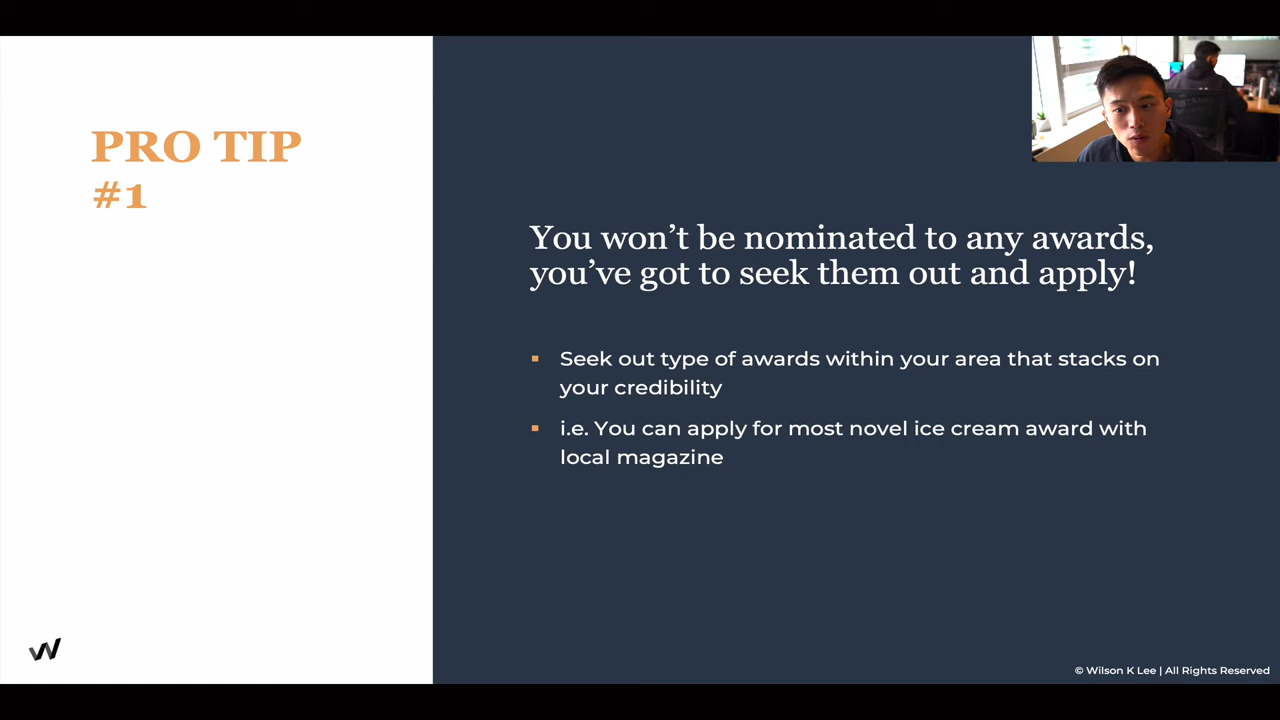 PRO TIP
#1
You won’t be nominated to any awards,
you’ve got to seek them out and apply!
Seek out type of awards within your area that stacks on
your credibility
i.e. You can apply for most novel ice cream award with
local magazine
© Wilson K Lee | All Rights Reserved